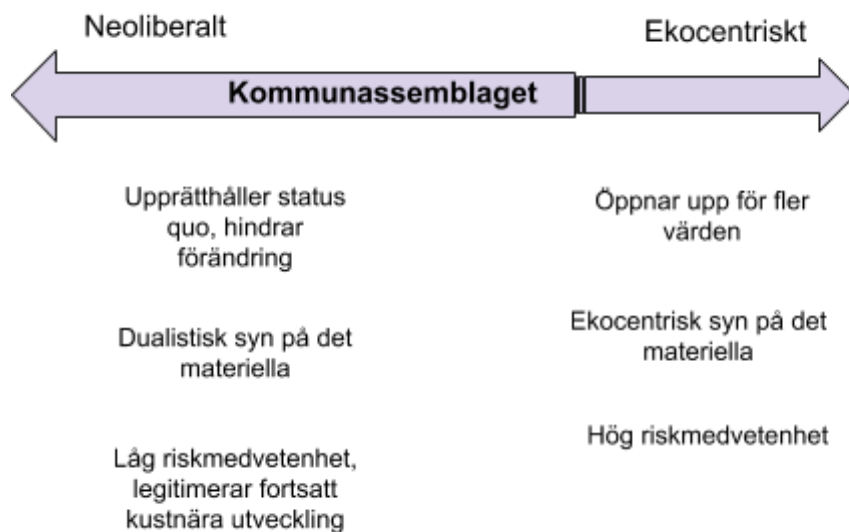 Neoliberalt
Ekocentriskt
Kommunassemblaget
Upprätthåller status
quo, hindrar
förändring
Öppnar upp för fler
värden
Dualistisk syn på det
materiella
Ekocentrisk syn på det
materiella
Låg riskmedvetenhet,
legitimerar fortsatt
kustnära utveckling
Hög riskmedvetenhet